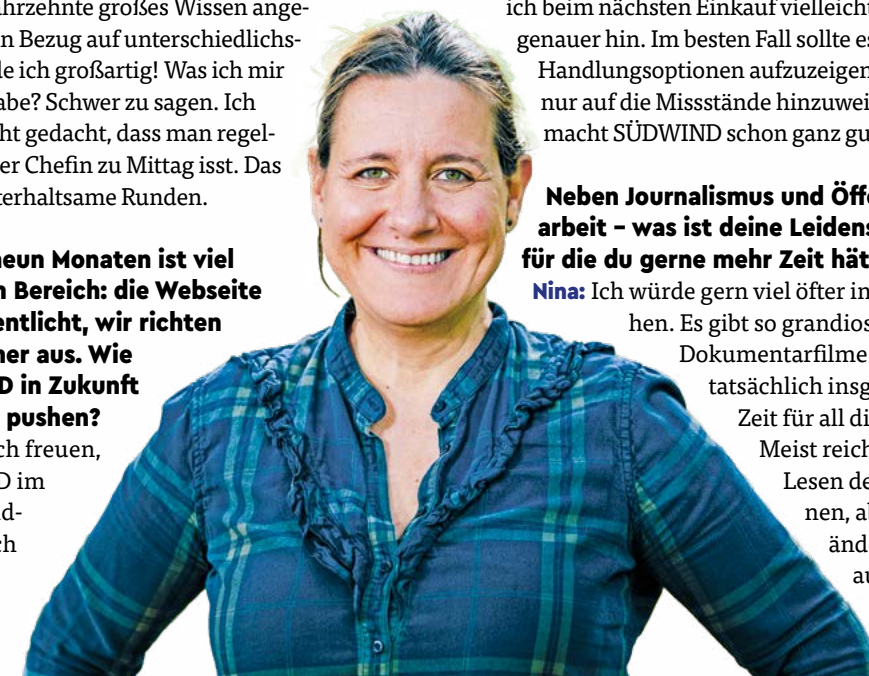 ahrzehnte großes Wissen ange-
n Bezug auf unterschiedlichs-
de ich großartig! Was ich mir
abe? Schwer zu sagen. Ich
ht gedacht, dass man regel-
er Chefin zu Mittag isst. Das
terhaltsame Runden.
neun Monaten ist viel
n Bereich: die Webseite
entlicht, wir richten
ner aus. Wie
D in Zukunft
pushen?
ch freuen,
D im
d-
ch
ich beim nächsten Einkauf vielleicht
genauer hin. Im besten Fall sollte es
Handlungsoptionen aufzuzeigen
nur auf die Missstände hinzuwei
macht SÜDWIND schon ganz gu
Neben Journalismus und Öffe
arbeit – was ist deine Leidens
für die du gerne mehr Zeit hät
Nina: Ich würde gern viel öfter in
hen. Es gibt so grandios
Dokumentarfilme
tatsächlich insg
Zeit für all di
Meist reich
Lesen de
nen, a
änd
au